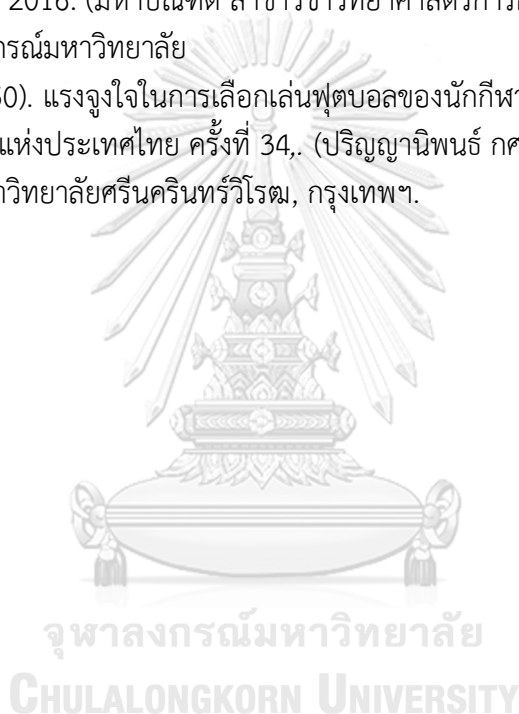 2016. (มหาบัณฑิต สาขาวิชาวิทยาศาสตร์การ
กรณ์มหาวิทยาลัย
50). แรงจูงใจในการเลือกเล่นฟุตบอลของนักกีฬา
แห่งประเทศไทย ครั้งที่ 34,. (ปริญญานิพนธ์ กศ
าวิทยาลัยศรีนครินทร์วิโรฒ, กรุงเทพฯ.
จุฬาลงกรณ์มหาวิทยาลัย
CHULALONGKORN UNIVERSITY